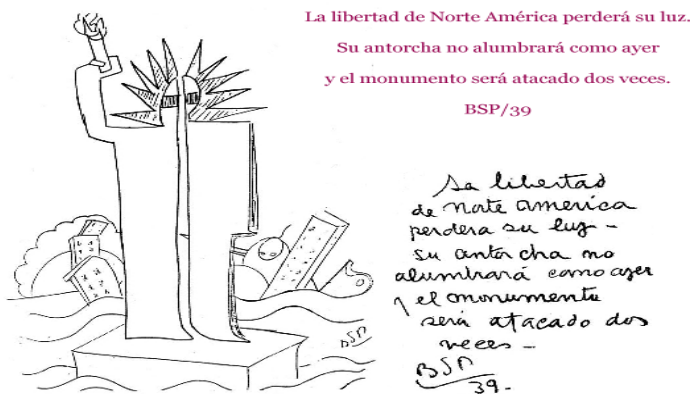 La libertad de Norte América perderá su luz.
Su antorcha no alumbrará como ayer
y el monumento será atacado dos veces.
BSP/39
La libertad
de Norte america
perdera su luz -
su antorcha no
alumbrará como ayer
y el monumento
será atacado dos
veces -
BSP
39.-
BSP